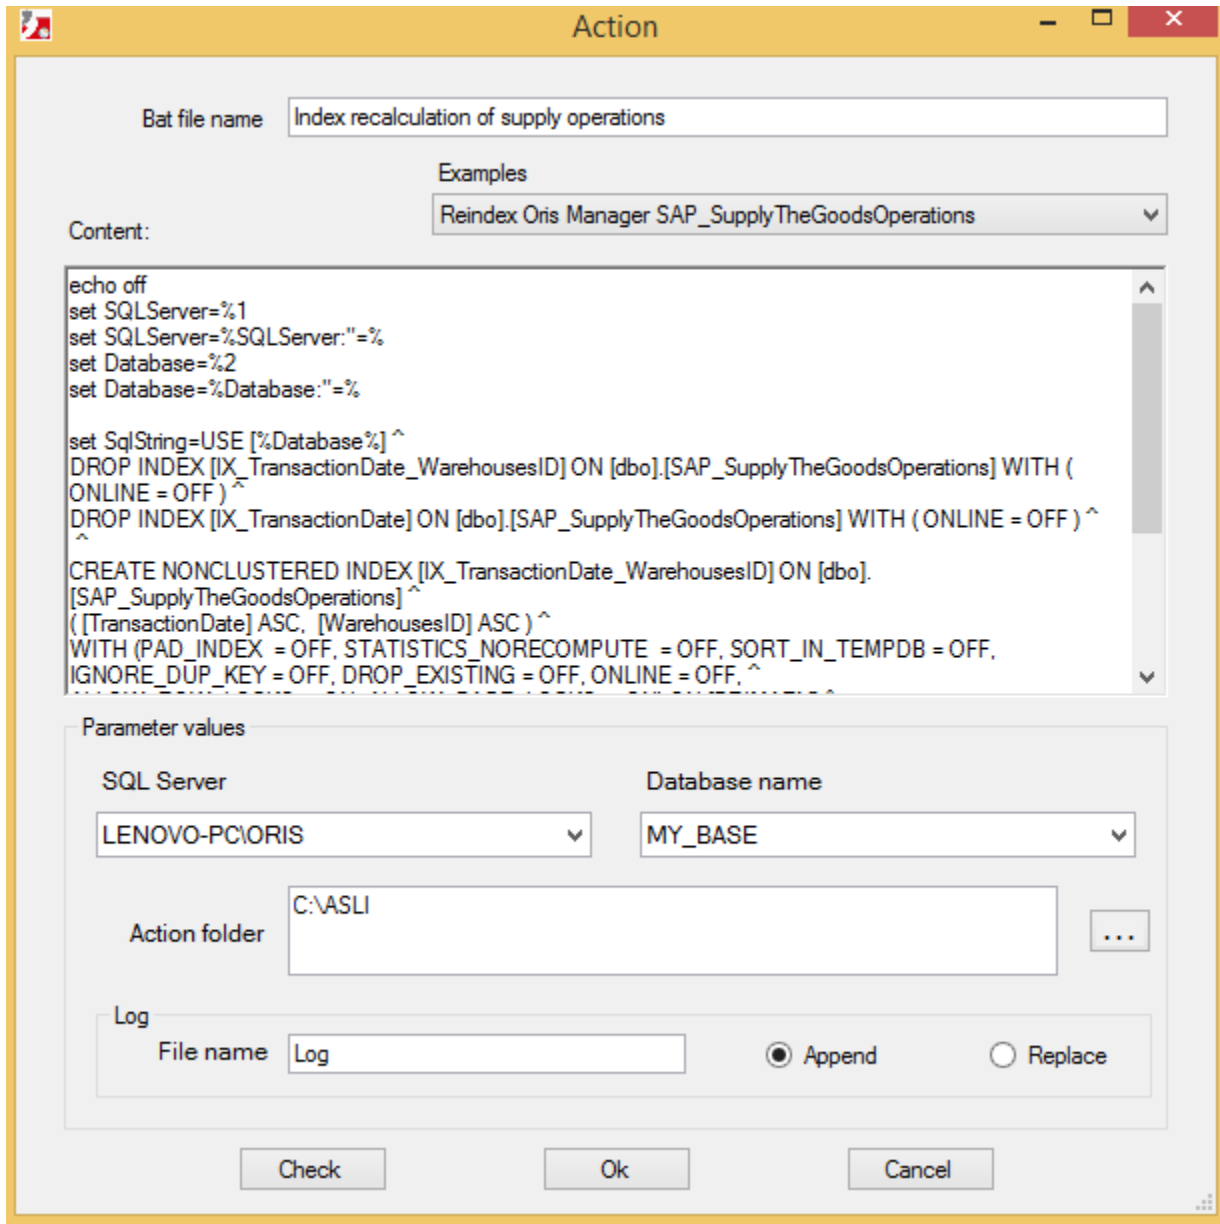 Action
Bat file name
Index recalculation of supply operations
Examples
Reindex Oris Manager SAP_SupplyTheGoodsOperations
Content:
echo off
set SQLServer=%1
set SQLServer=%SQLServer:"=%
set Database=%2
set Database=%Database:"=%
set SqlString=USE [%Database%] ^
DROP INDEX [IX_TransactionDate_WarehousesID] ON [dbo].[SAP_SupplyTheGoodsOperations] WITH (
ONLINE = OFF ) ^
DROP INDEX [IX_TransactionDate] ON [dbo].[SAP_SupplyTheGoodsOperations] WITH ( ONLINE = OFF ) ^
^
CREATE NONCLUSTERED INDEX [IX_TransactionDate_WarehousesID] ON [dbo].
[SAP_SupplyTheGoodsOperations] ^
( [TransactionDate] ASC,  [WarehousesID] ASC ) ^
WITH (PAD_INDEX  = OFF, STATISTICS_NORECOMPUTE  = OFF, SORT_IN_TEMPDB = OFF,
IGNORE_DUP_KEY = OFF, DROP_EXISTING = OFF, ONLINE = OFF, ^
Parameter values
SQL Server
Database name
LENOVO-PC\ORIS
MY_BASE
Action folder
C:\ASLI
...
Log
File name
Log
Append
Replace
Check
Ok
Cancel